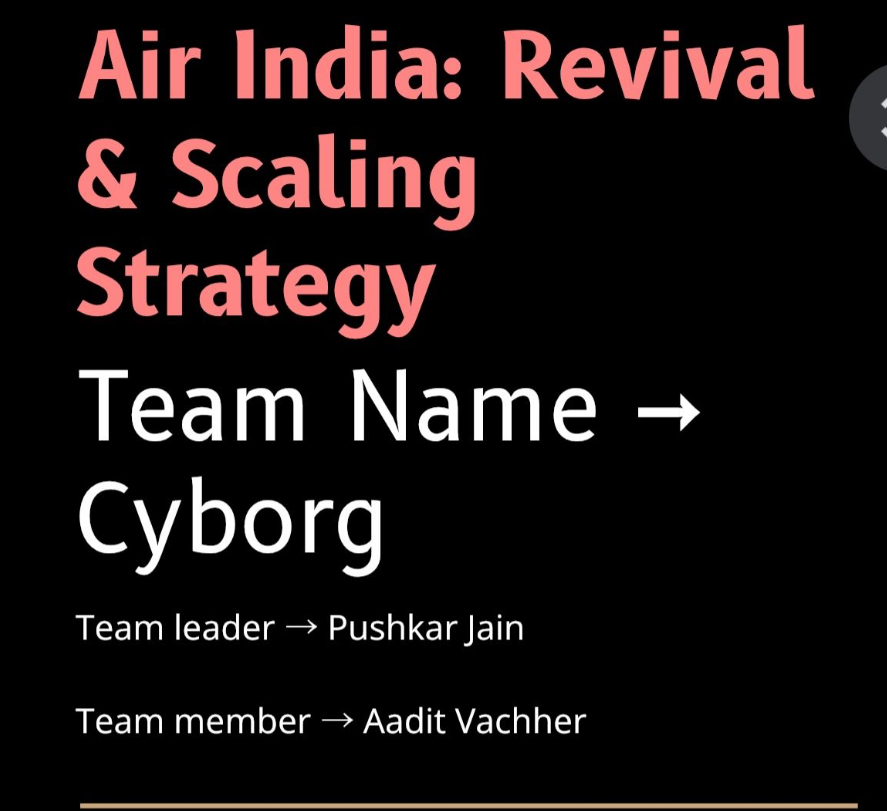 Air India: Revival
& Scaling
Strategy
Team Name →
Cyborg
Team leader → Pushkar Jain
Team member → Aadit Vachher